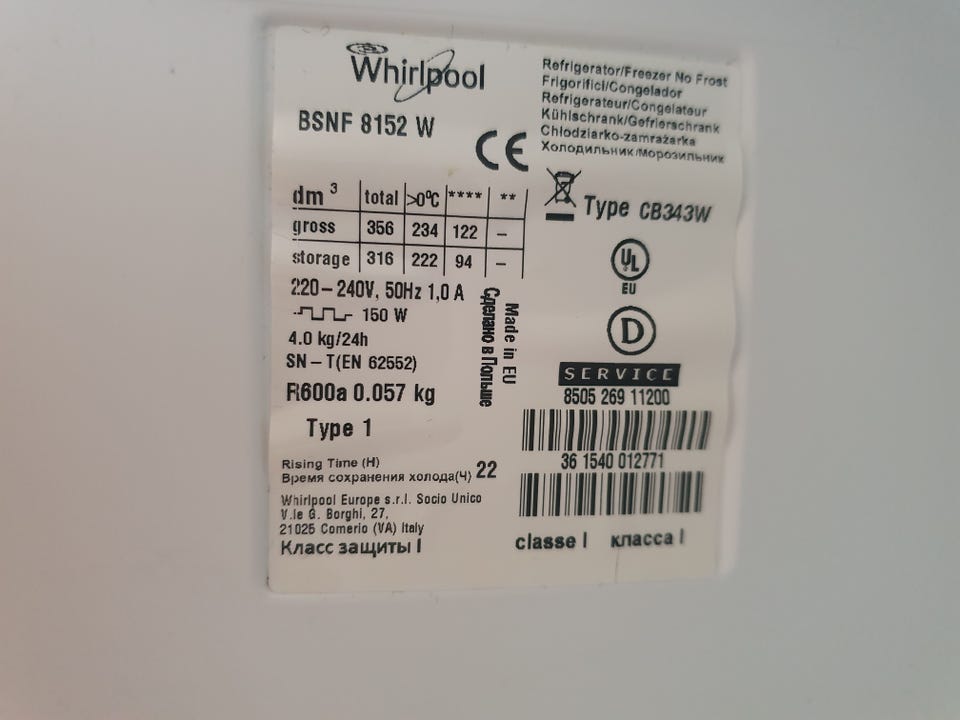 Whirlpool
BSNF 8152 W
CE
Refrigerator/Freezer No Frost
Frigorifici/Congelador
Refrigerateur/Congelateur
Kühlschrank/Gefrierschrank
Chłodziarko-zamrażarka
Холодильник/Морозильник
dm³ total >0°C **** **
gross 356 234 122 –
storage 316 222 94 –
Type CB343W
UL
EU
D
220–240V, 50Hz 1,0 A
150 W
4.0 kg/24h
SN–T(EN 62552)
R600a 0.057 kg
Type 1
Made in EU
Сделано в Польше
SERVICE
8505 269 11200
36 1540 012771
Rising Time (H)
Время сохранения холода(Ч) 22
Whirlpool Europe s.r.l. Socio Unico
V.le G. Borghi, 27,
21025 Comerio (VA) Italy
Класс защиты I
classe I класса I